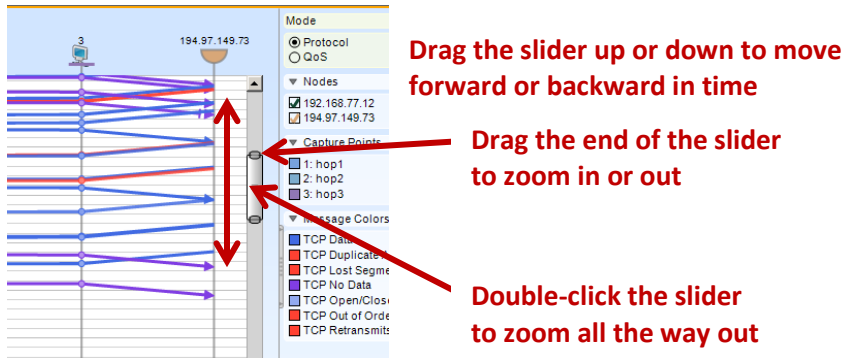 3
194.97.149.73
Mode
Protocol
QoS
Nodes
192.168.77.12
194.97.149.73
Capture Points
1: hop1
2: hop2
3: hop3
Message Colors
TCP Data
TCP Duplicate
TCP Lost Segme
TCP No Data
TCP Open/Close
TCP Out of Orde
TCP Retransmits
Drag the slider up or down to move
forward or backward in time
Drag the end of the slider
to zoom in or out
Double-click the slider
to zoom all the way out